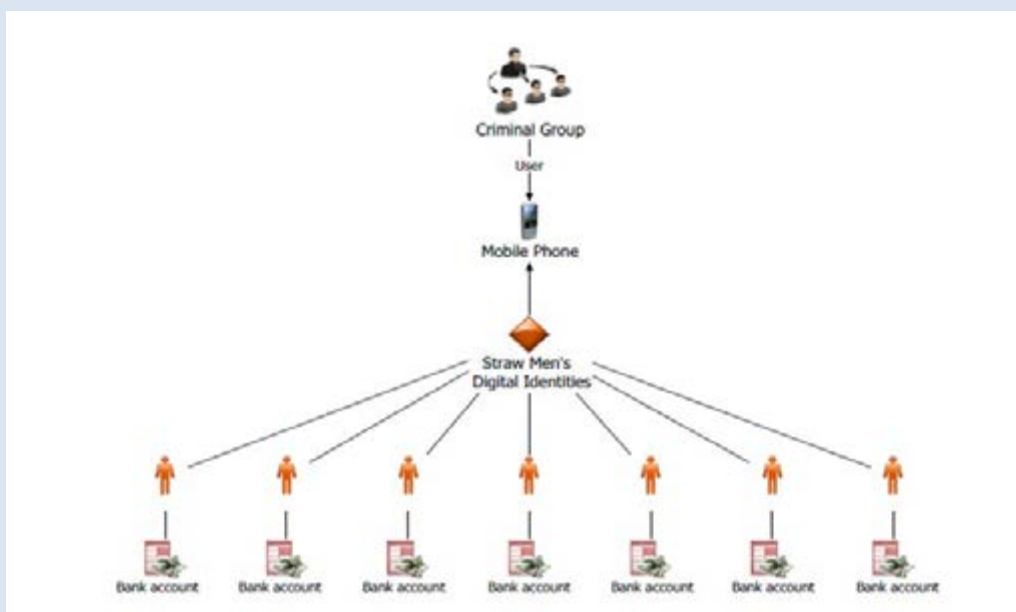 Criminal Group
User
Mobile Phone
Straw Men's
Digital Identities
Bank account Bank account Bank account Bank account Bank account Bank account Bank account